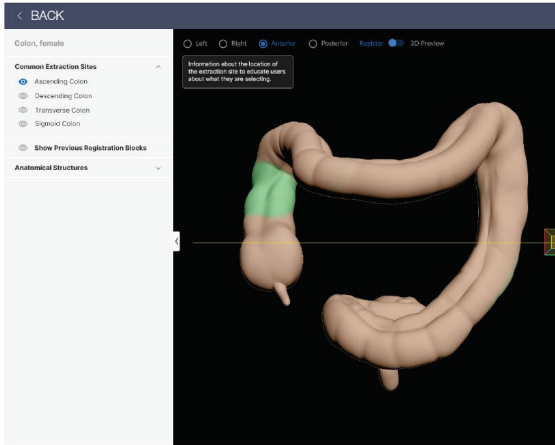 < BACK
Colon, female
Common Extraction Sites
Ascending Colon
Descending Colon
Transverse Colon
Sigmoid Colon
Show Previous Registration Blocks
Anatomical Structures
Left Right Anterior Posterior Register 3D Preview
Information about the location of
the extraction site to educate users
about what they are selecting.